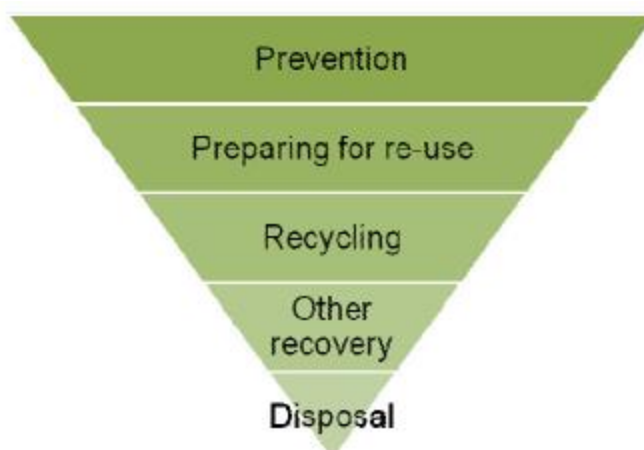 Prevention
Preparing for re-use
Recycling
Other
recovery
Disposal